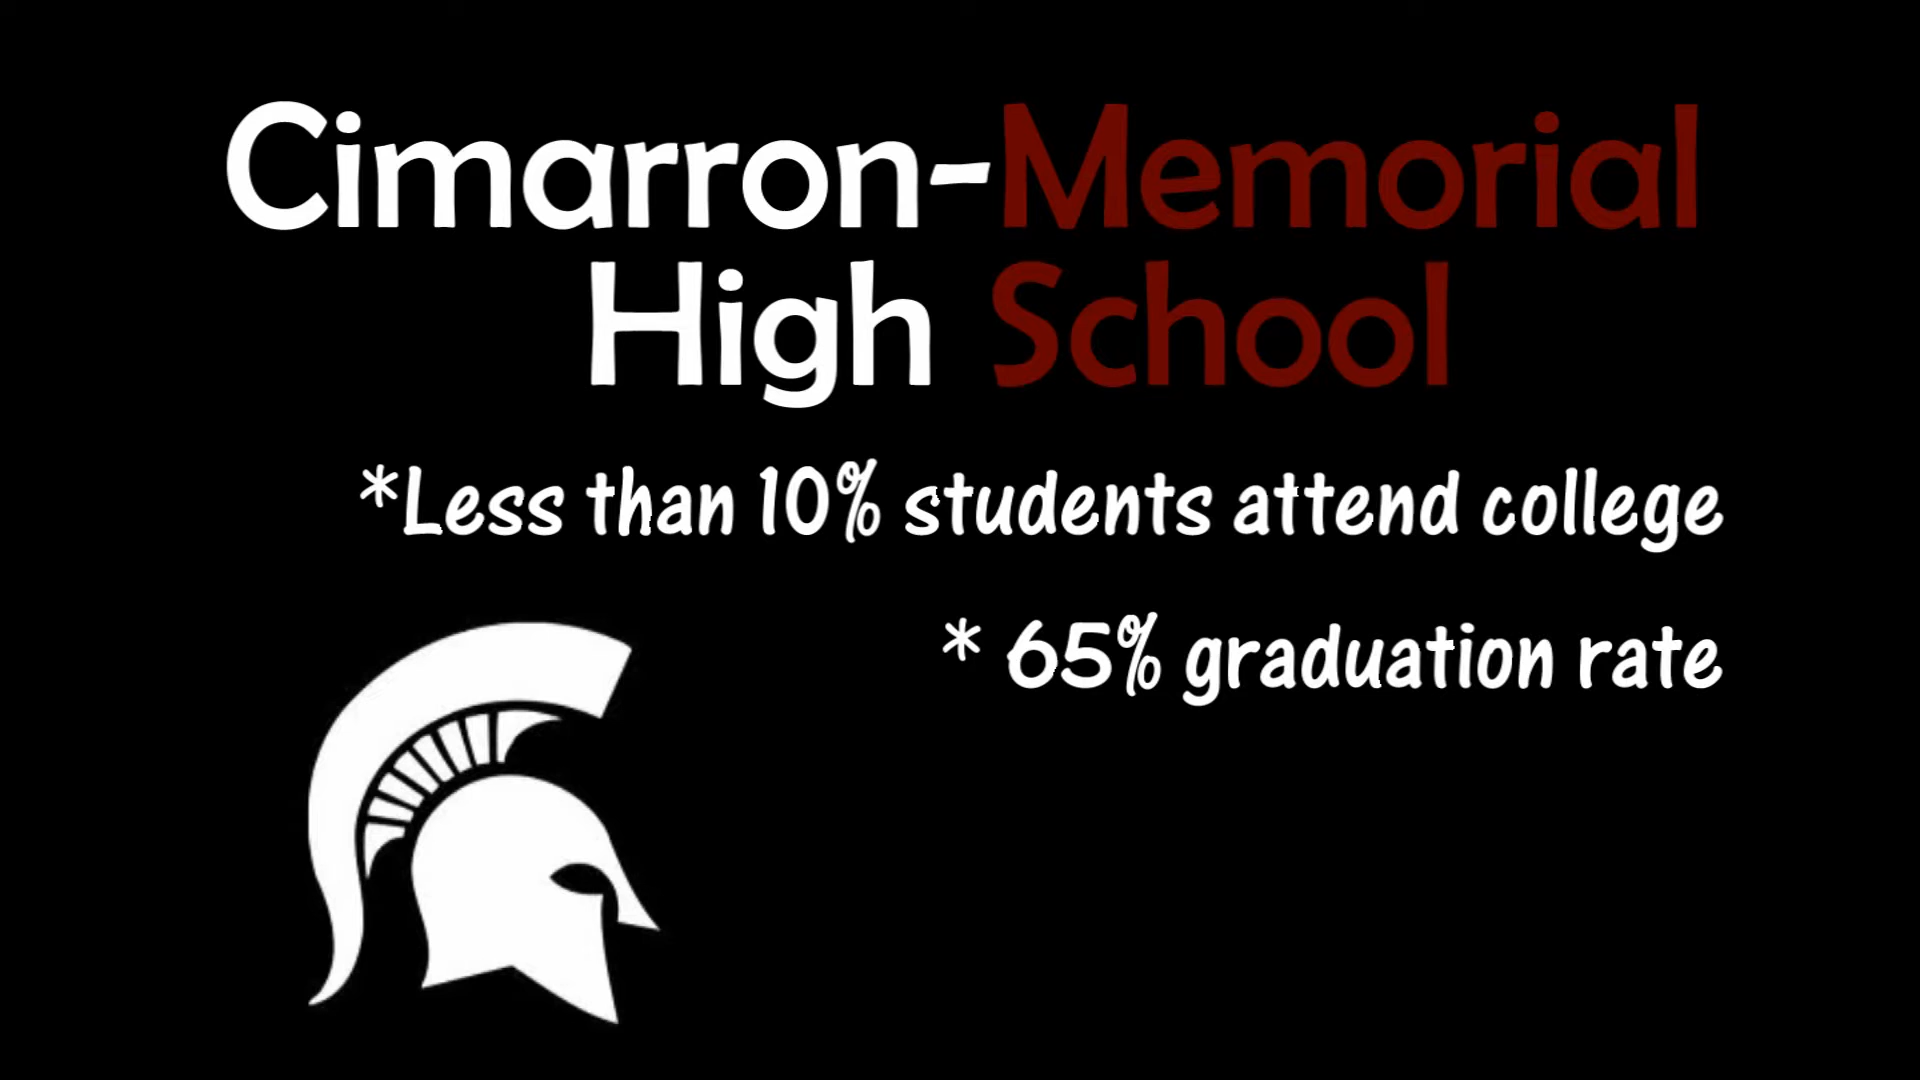 Cimarron-Memorial
High School
*Less than 10% students attend college
* 65% graduation rate